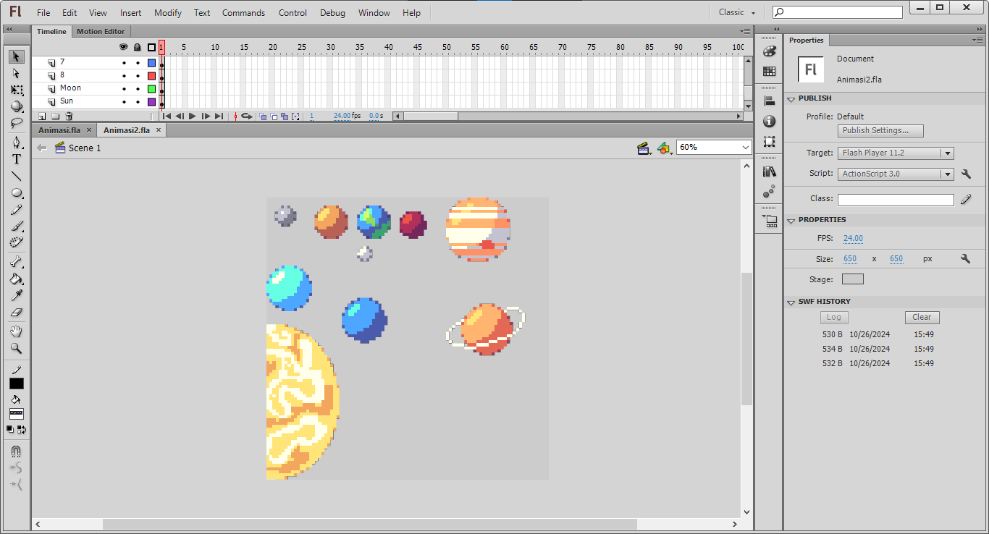 Fl File Edit View Insert Modify Text Commands Control Debug Window Help Classic
Timeline Motion Editor
1 5 10 15 20 25 30 35 40 45 50 55 60 65 70 75 80 85 90 95 100
7
8
Moon
Sun
1 24.00 fps 0.0 s
Animasi.fla × Animasi2.fla ×
Scene 1 60%
T
Properties
Fl
Document
Animasi2.fla
PUBLISH
Profile: Default
Publish Settings...
Target: Flash Player 11.2
Script: ActionScript 3.0
Class:
PROPERTIES
FPS: 24.00
Size: 650 x 650 px
Stage:
SWF HISTORY
Log Clear
530 B 10/26/2024 15:49
534 B 10/26/2024 15:49
532 B 10/26/2024 15:49